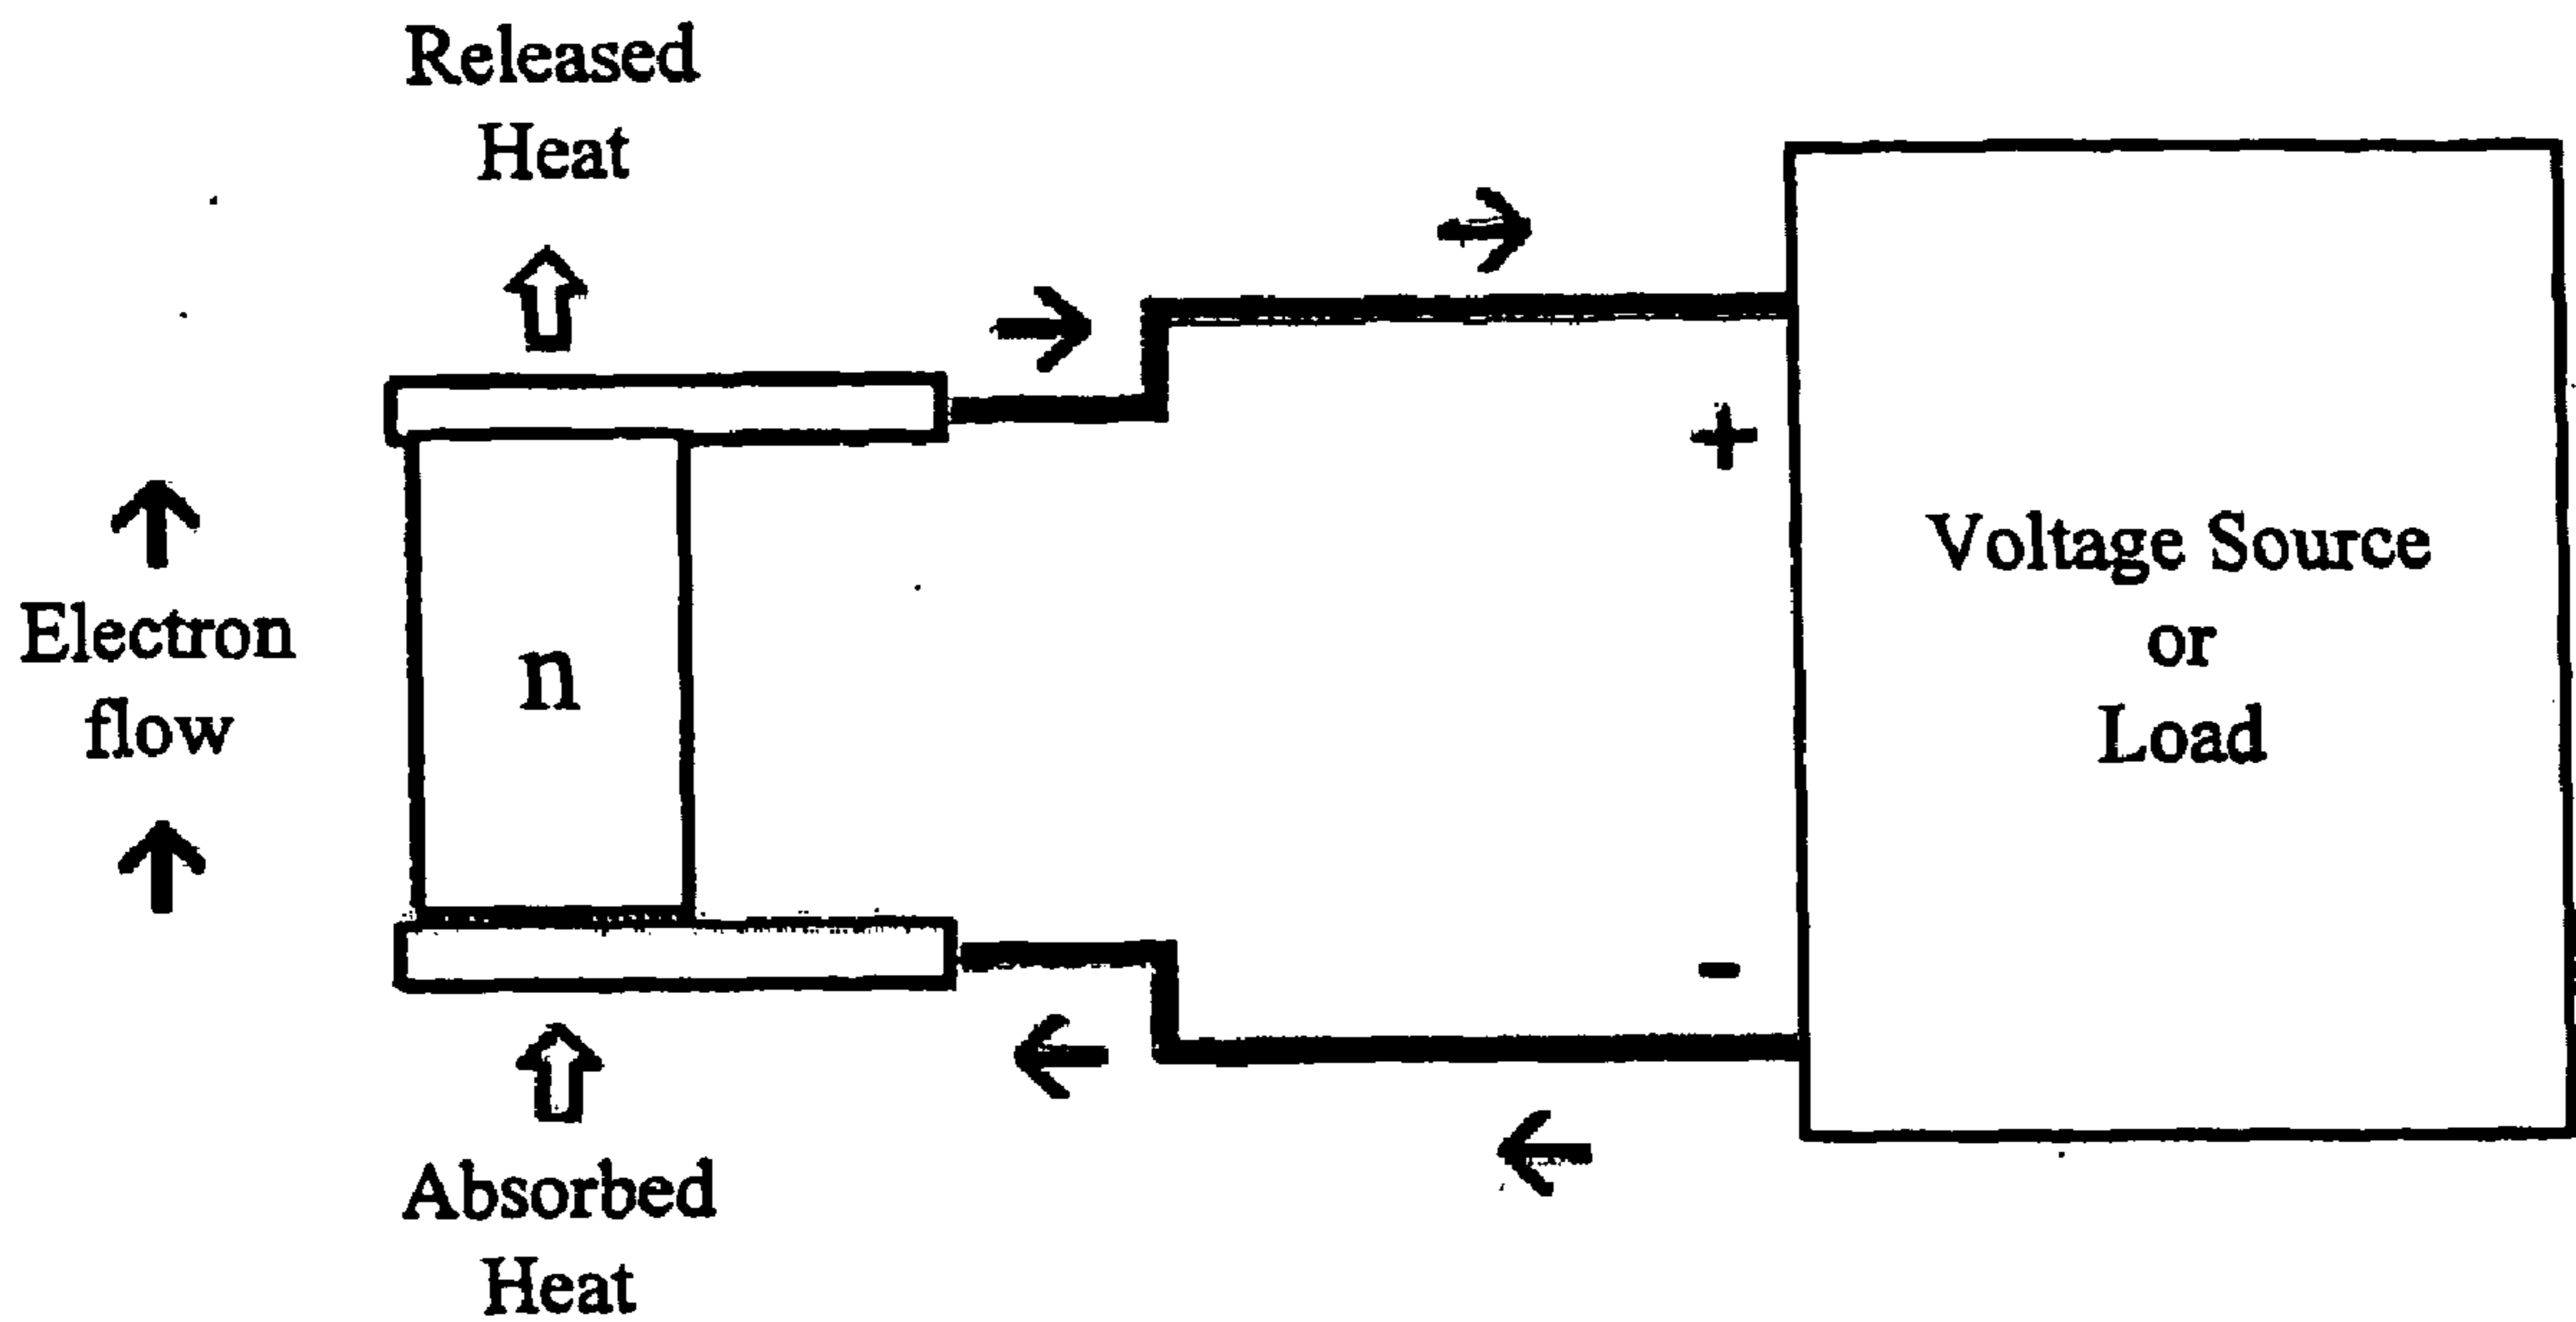 Released
Heat
+
Electron
flow
n
Voltage Source
or
Load
-
Absorbed
Heat